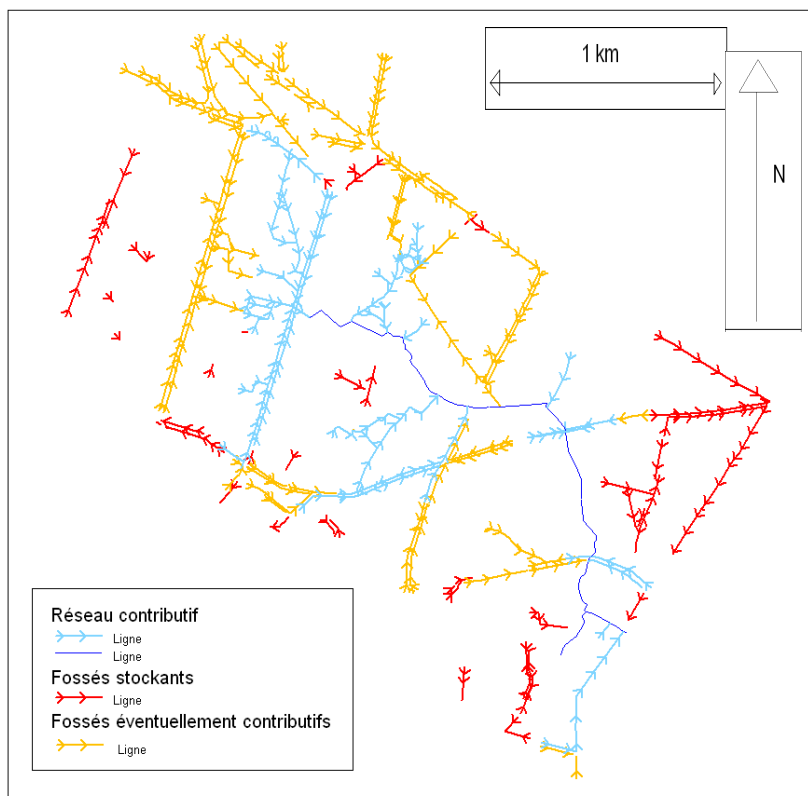 1 km
N
Réseau contributif
Ligne
Ligne
Fossés stockants
Ligne
Fossés éventuellement contributifs
Ligne